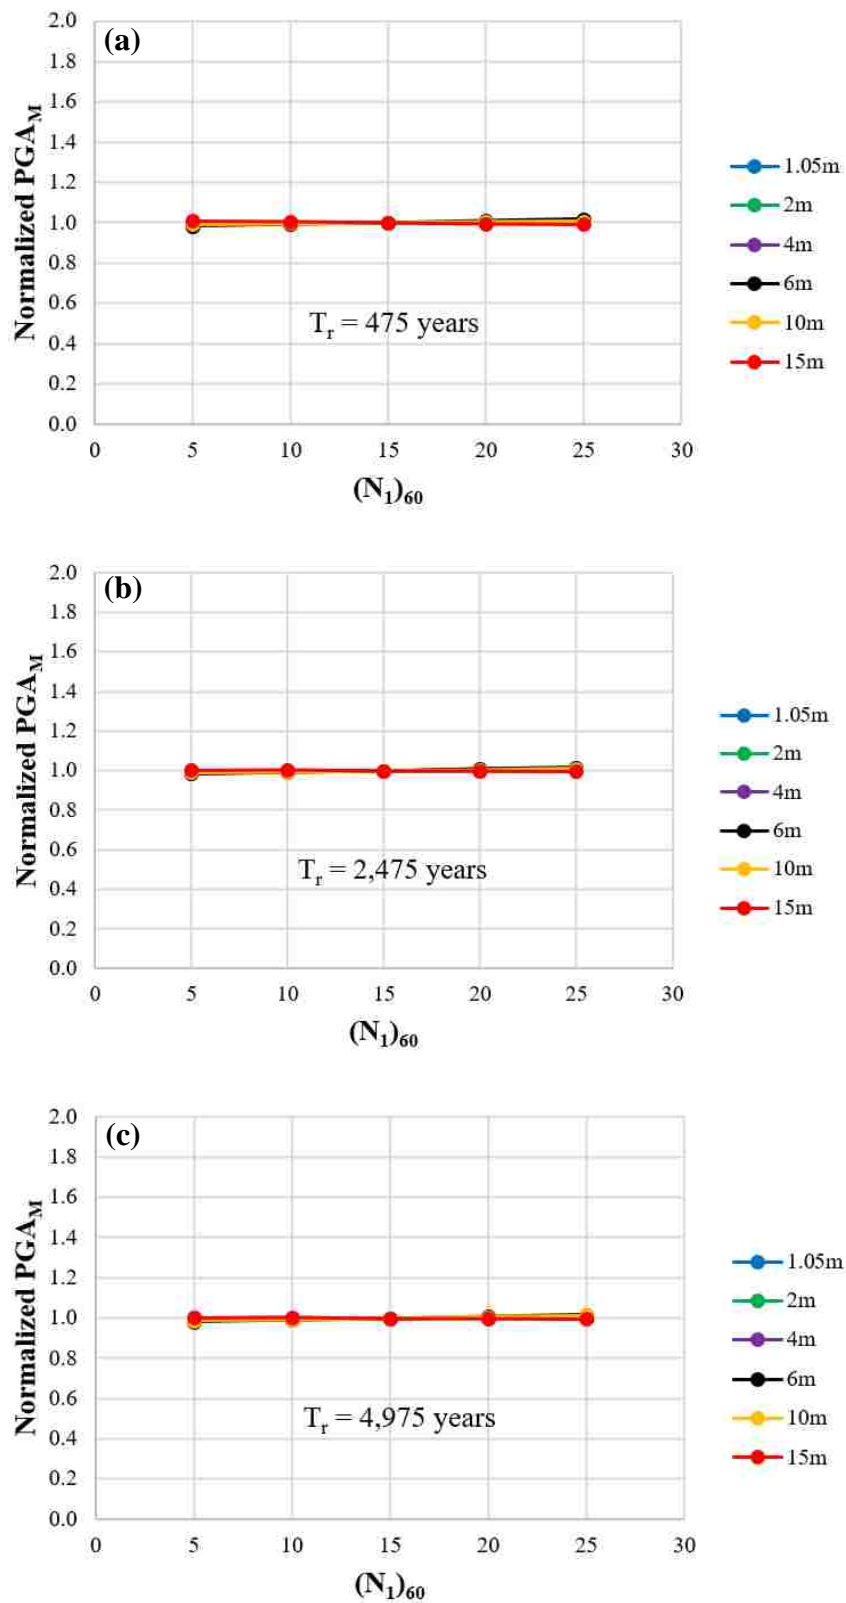 (a)
Normalized PGA_M
2.0
1.8
1.6
1.4
1.2
1.0
0.8
0.6
0.4
0.2
0.0
T_r = 475 years
0 5 10 15 20 25 30
(N₁)₆₀
1.05m
2m
4m
6m
10m
15m
(b)
Normalized PGA_M
2.0
1.8
1.6
1.4
1.2
1.0
0.8
0.6
0.4
0.2
0.0
T_r = 2,475 years
0 5 10 15 20 25 30
(N₁)₆₀
1.05m
2m
4m
6m
10m
15m
(c)
Normalized PGA_M
2.0
1.8
1.6
1.4
1.2
1.0
0.8
0.6
0.4
0.2
0.0
T_r = 4,975 years
0 5 10 15 20 25 30
(N₁)₆₀
1.05m
2m
4m
6m
10m
15m